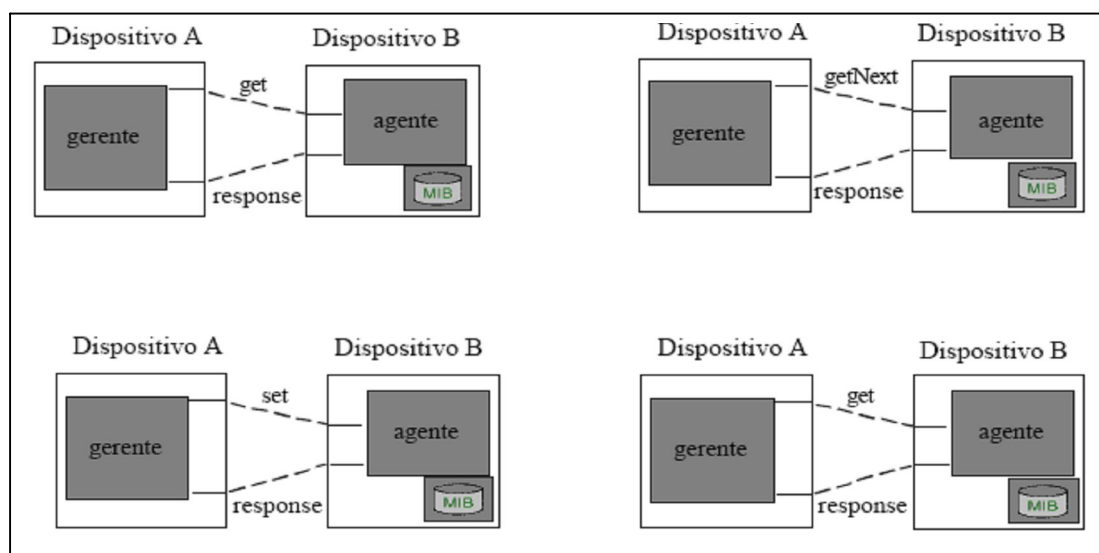 Dispositivo A Dispositivo B
get
gerente agente
response MIB
Dispositivo A Dispositivo B
getNext
gerente agente
response MIB
Dispositivo A Dispositivo B
set
gerente agente
response MIB
Dispositivo A Dispositivo B
get
gerente agente
response MIB